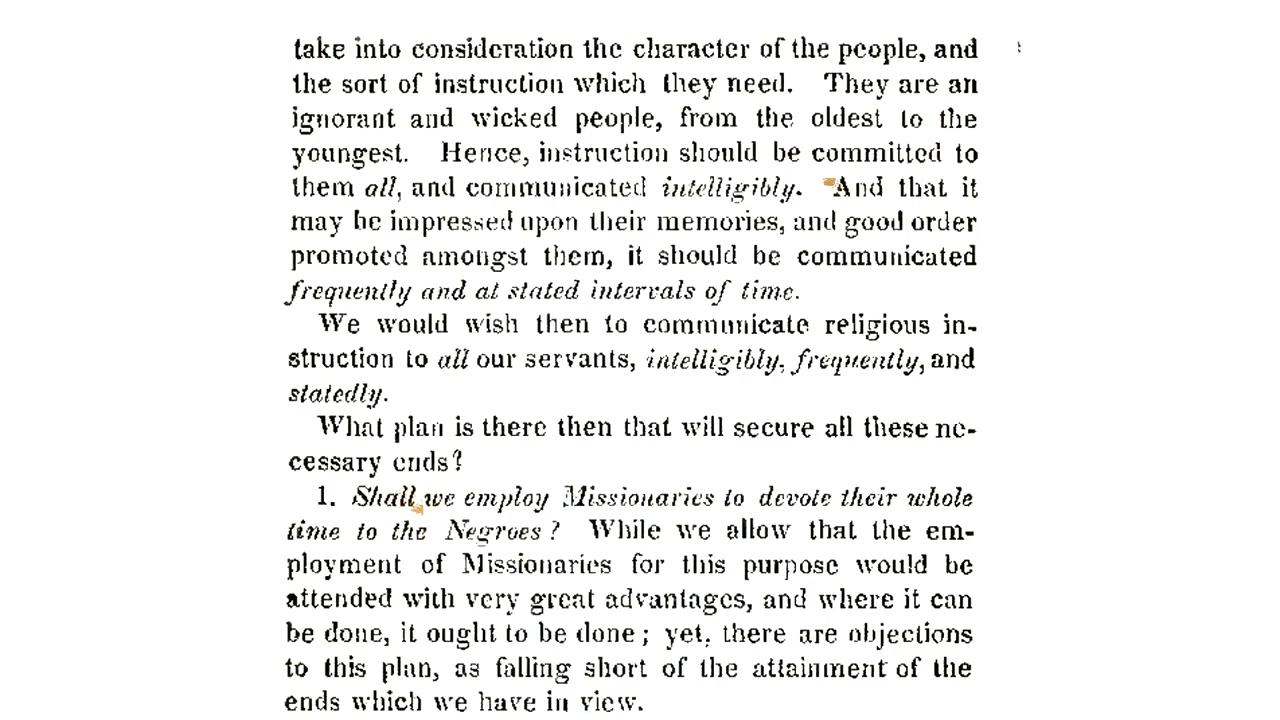 take into consideration the character of the people, and
the sort of instruction which they need. They are an
ignorant and wicked people, from the oldest to the
youngest. Hence, instruction should be committed to
them all, and communicated intelligibly. And that it
may be impressed upon their memories, and good order
promoted amongst them, it should be communicated
frequently and at stated intervals of time.
We would wish then to communicate religious in-
struction to all our servants, intelligibly, frequently, and
statedly.
What plan is there then that will secure all these ne-
cessary ends?
1. Shall we employ Missionaries to devote their whole
time to the Negroes? While we allow that the em-
ployment of Missionaries for this purpose would be
attended with very great advantages, and where it can
be done, it ought to be done; yet, there are objections
to this plan, as falling short of the attainment of the
ends which we have in view.